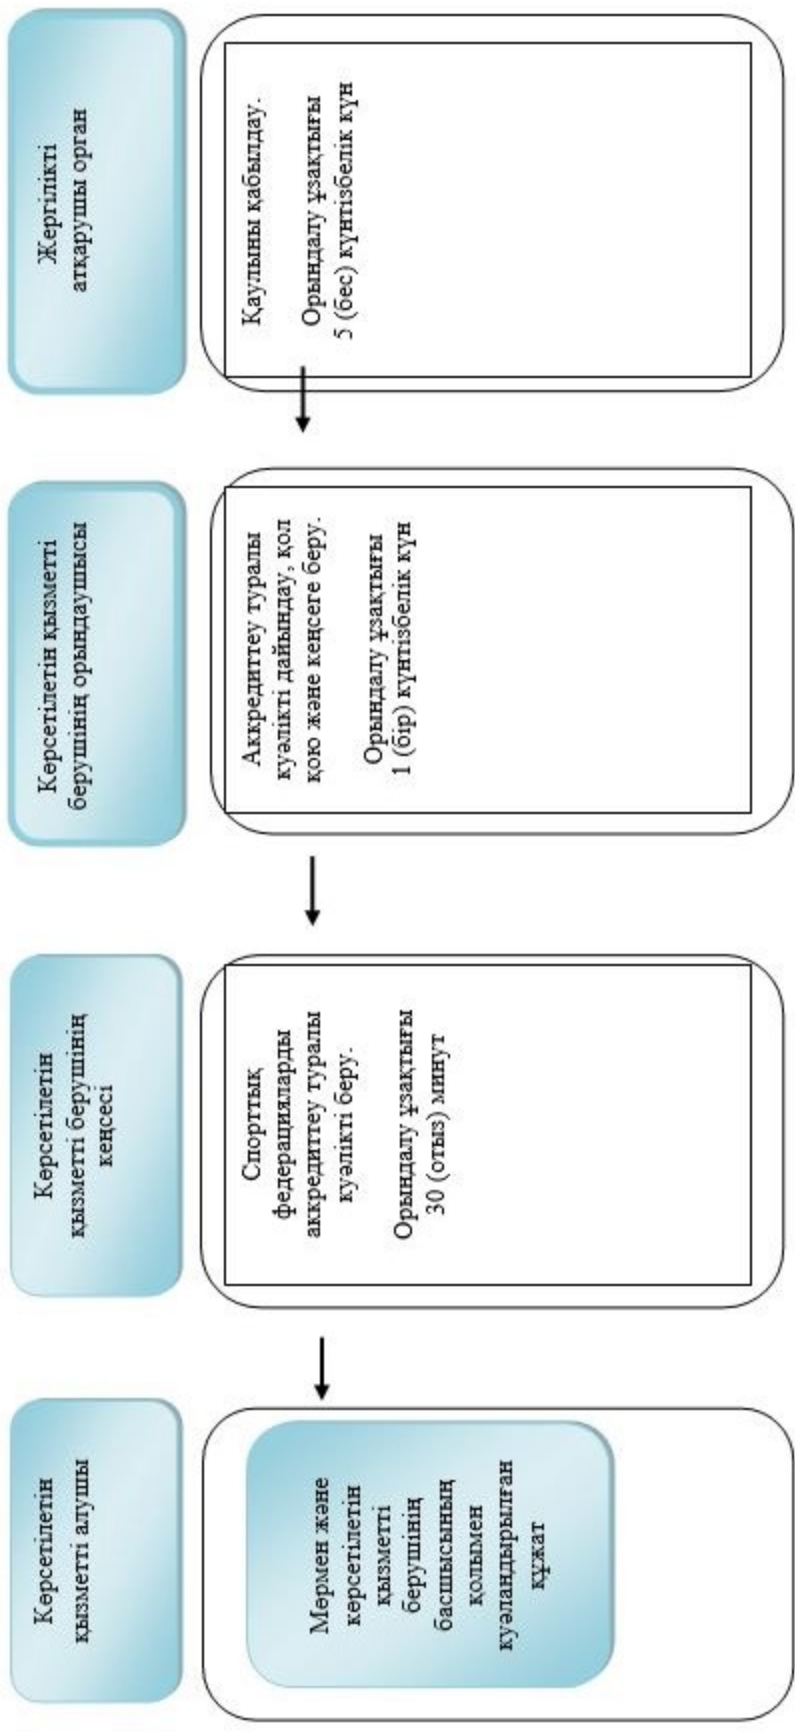 Көрсетілетін
қызметті алушы
Мөрмен және
көрсетілетін
қызметті
берушінің
басшысының
қолымен
куәландырылған
құжат
Көрсетілетін
қызметті берушінің
кеңсесі
Спорттық
федерацияларды
аккредиттеу туралы
куәлікті беру.
Орындалу ұзақтығы
30 (отыз) минут
Көрсетілетін қызметті
берушінің орындаушысы
Аккредиттеу туралы
куәлікті дайындау, қол
қою және кеңсеге беру.
Орындалу ұзақтығы
1 (бір) күнтізбелік күн
Жергілікті
атқарушы орган
Қаулыны қабылдау.
Орындалу ұзақтығы
5 (бес) күнтізбелік күн